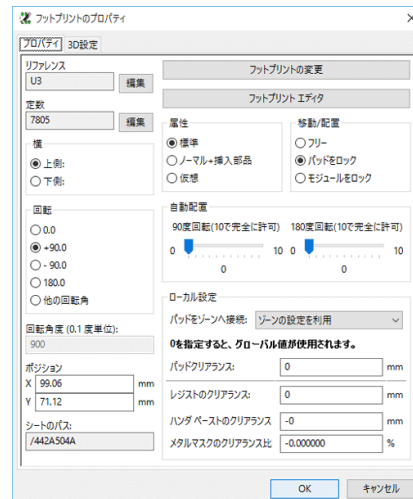 フットプリントのプロパティ
プロパティ 3D設定
リファレンス
U3 編集
定数
7805 編集
横
上側:
下側:
回転
0.0
+90.0
- 90.0
180.0
他の回転角
回転角度 (0.1 度単位):
900
ポジション
X 99.06 mm
Y 71.12 mm
シートのパス:
/442A504A
フットプリントの変更
フットプリント エディタ
属性
標準
ノーマル+挿入部品
仮想
移動/配置
フリー
パッドをロック
モジュールをロック
自動配置
90度回転(10で完全に許可) 180度回転(10で完全に許可)
0 10 0 10
0 0
ローカル設定
パッドをゾーンへ接続: ゾーンの設定を利用
0を指定すると、グローバル値が使用されます。
パッドクリアランス: 0 mm
レジストのクリアランス: 0 mm
ハンダ ペーストのクリアランス -0 mm
メタルマスクのクリアランス比 -0.000000 %
OK キャンセル